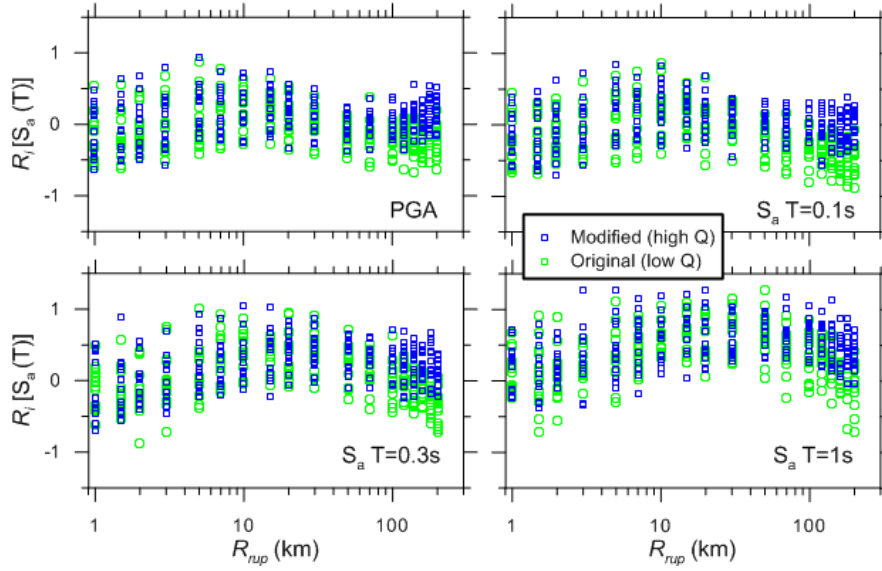 1
0
-1
R_i [S_a (T)]
PGA
S_a T=0.1s
Modified (high Q)
Original (low Q)
1
0
-1
R_i [S_a (T)]
S_a T=0.3s
S_a T=1s
1 10 100
1 10 100
R_rup (km)
R_rup (km)